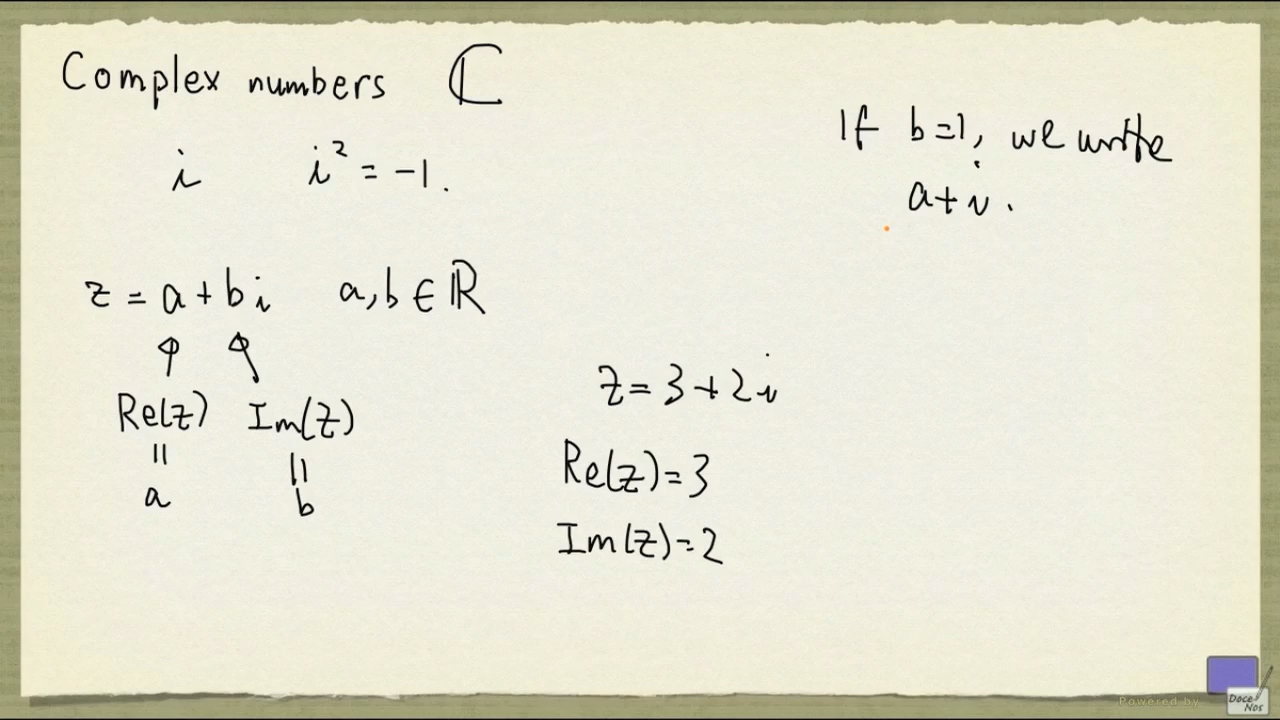 Complex numbers ℂ
i i² = -1.
If b=1, we write
a+i.
z = a + bi a,b ∈ ℝ
Re(z) Im(z)
= =
a b
z = 3 + 2i
Re(z) = 3
Im(z) = 2
Powered by
Doce
Nos